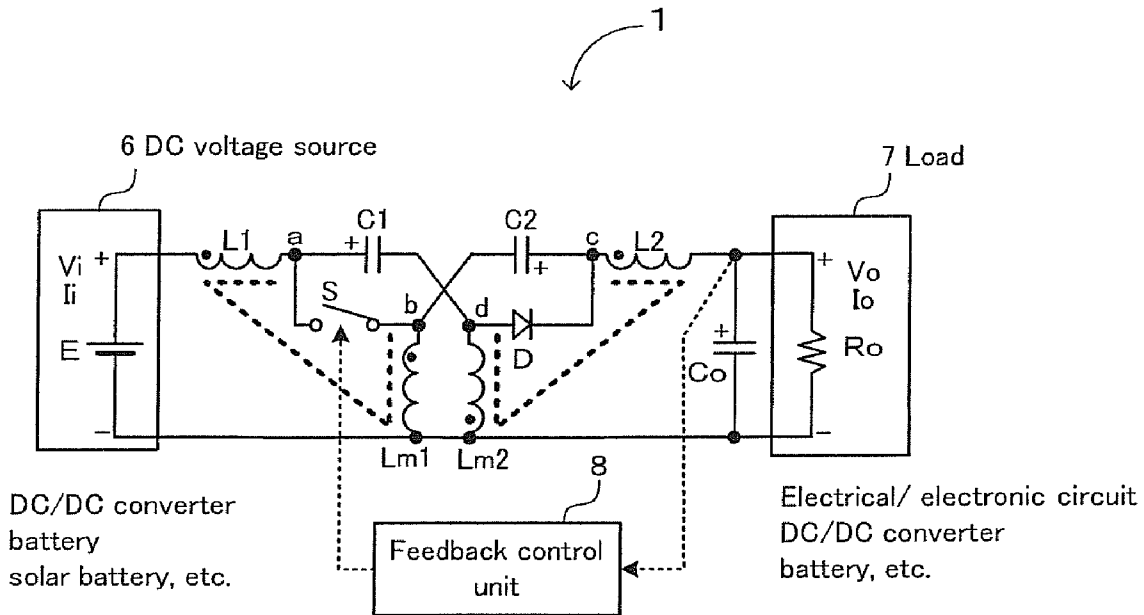 1
6 DC voltage source
7 Load
C1
C2
L1
a
c
L2
+
+
Vi
Ii
+
S
b
d
+
Vo
Io
E
D
+
Co
Ro
−
−
Lm1
Lm2
8
DC/DC converter
battery
solar battery, etc.
Feedback control
unit
Electrical/ electronic circuit
DC/DC converter
battery, etc.